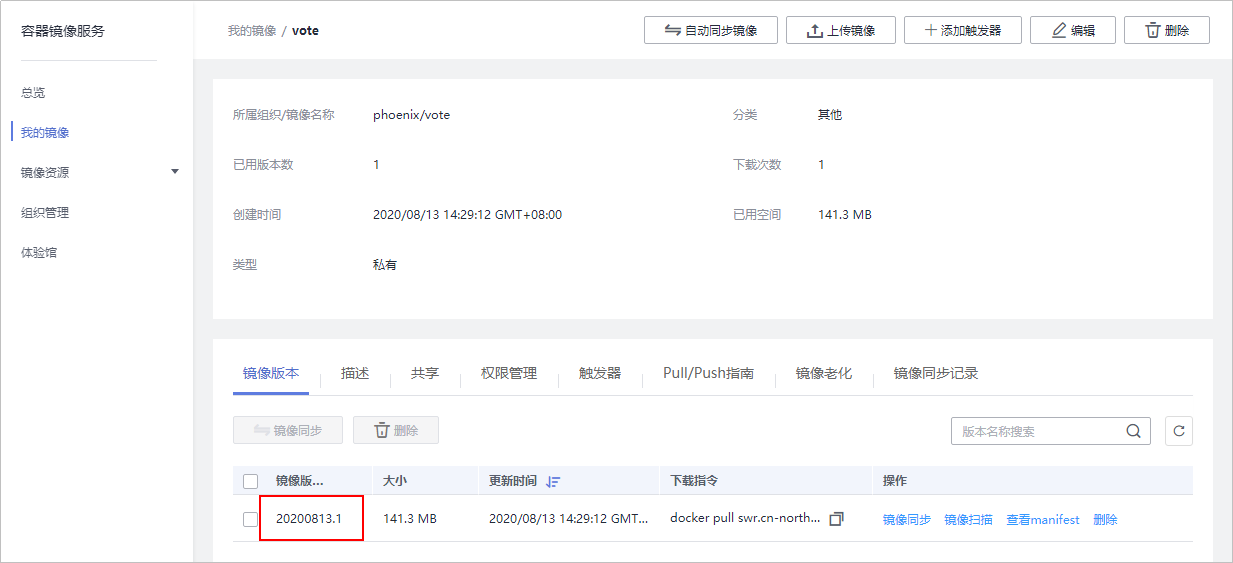 容器镜像服务
我的镜像 / vote
自动同步镜像
上传镜像
添加触发器
编辑
删除
总览
我的镜像
镜像资源
组织管理
体验馆
所属组织/镜像名称 phoenix/vote 分类 其他
已用版本数 1 下载次数 1
创建时间 2020/08/13 14:29:12 GMT+08:00 已用空间 141.3 MB
类型 私有
镜像版本 描述 共享 权限管理 触发器 Pull/Push指南 镜像老化 镜像同步记录
镜像同步 删除 版本名称搜索
镜像版... 大小 更新时间 下载指令 操作
20200813.1 141.3 MB 2020/08/13 14:29:12 GMT... docker pull swr.cn-north... 镜像同步 镜像扫描 查看manifest 删除